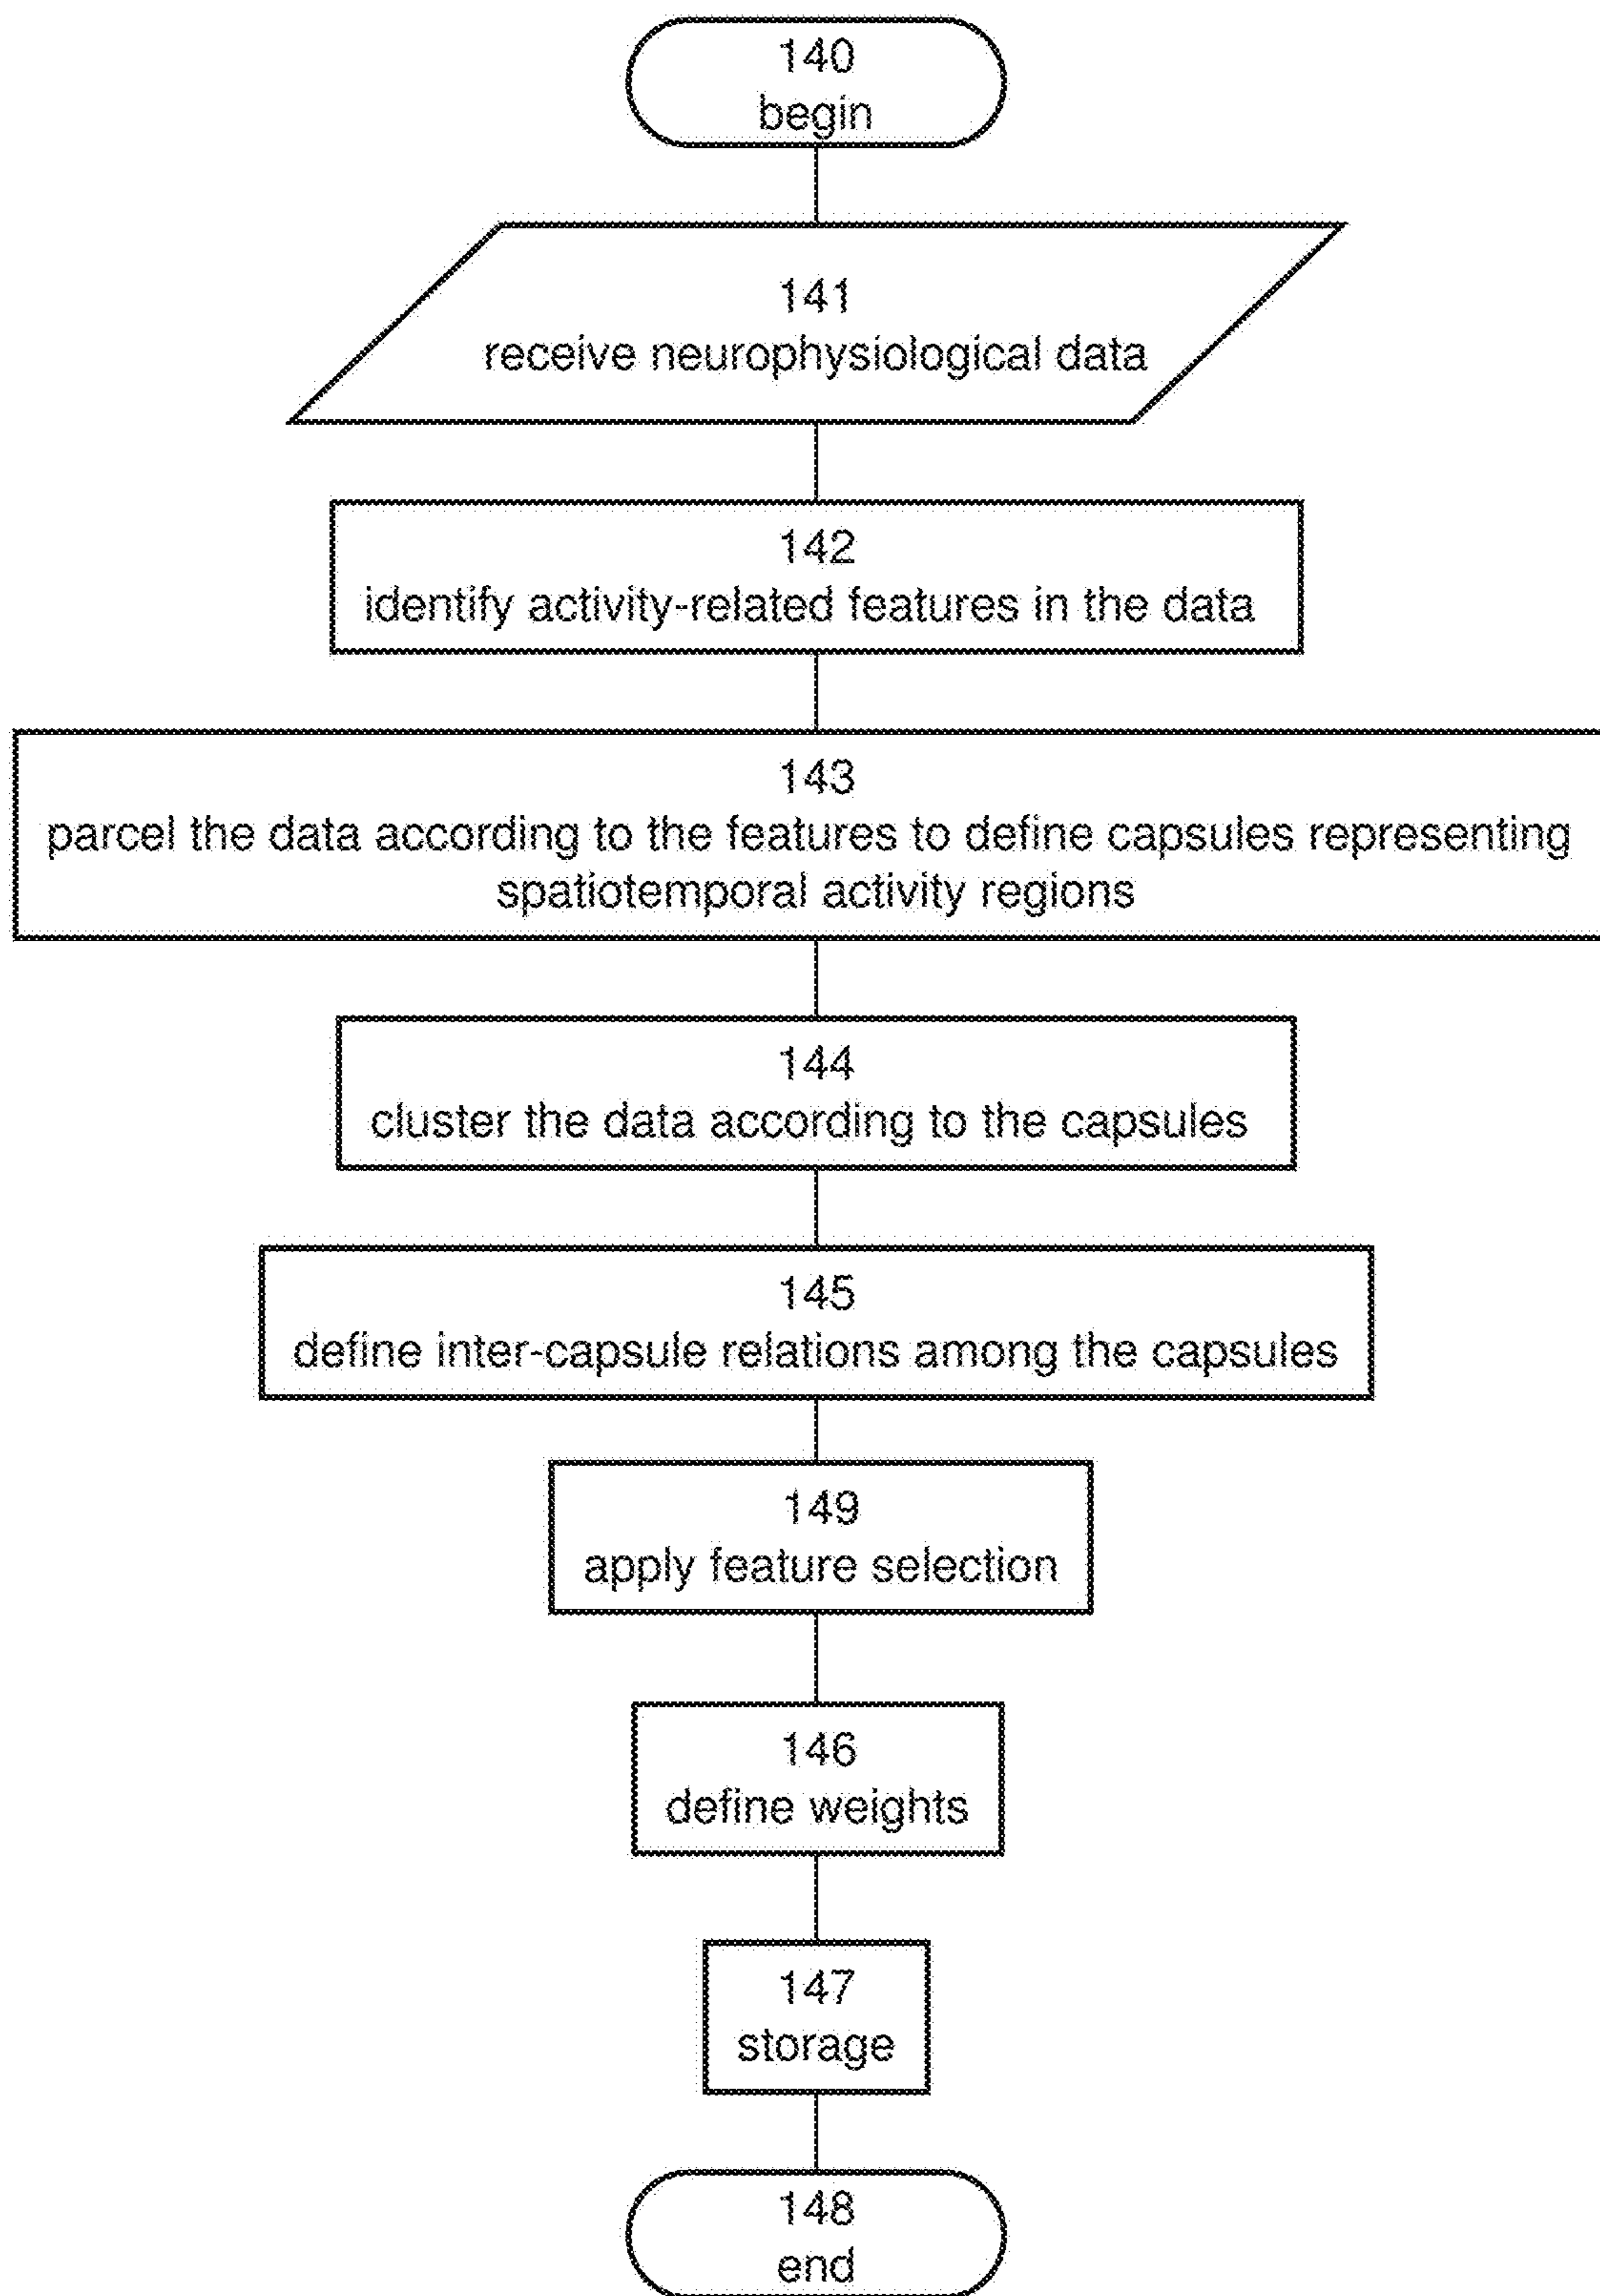 140
begin
141
receive neurophysiological data
142
identify activity-related features in the data
143
parcel the data according to the features to define capsules representing
spatiotemporal activity regions
144
cluster the data according to the capsules
145
define inter-capsule relations among the capsules
149
apply feature selection
146
define weights
147
storage
148
end